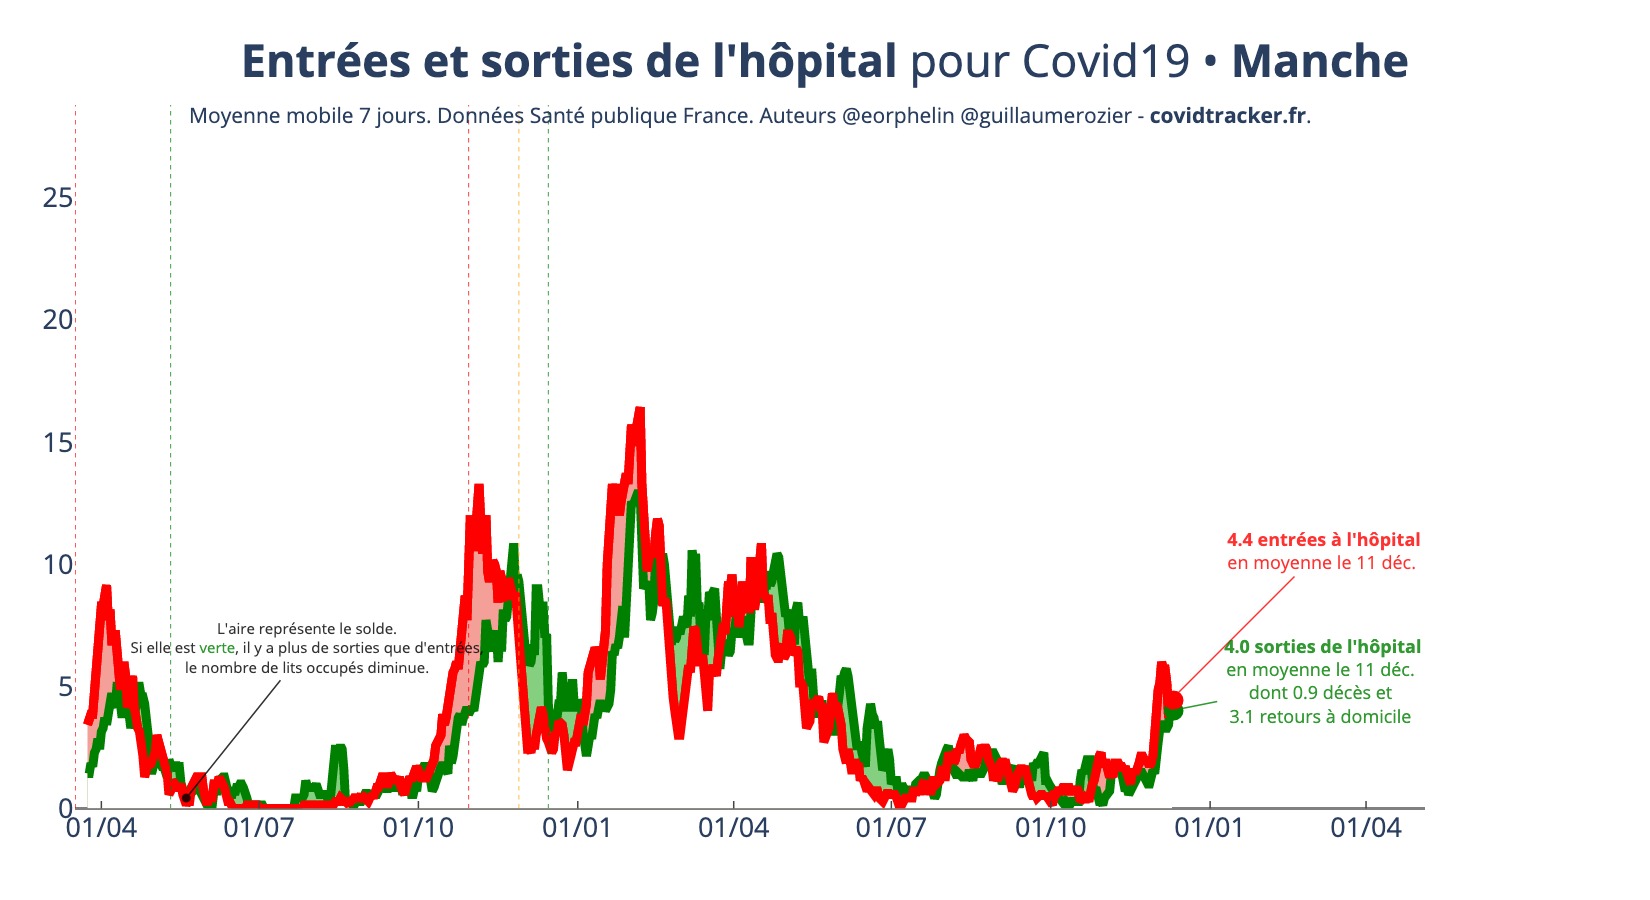 Entrées et sorties de l'hôpital pour Covid19 • Manche
Moyenne mobile 7 jours. Données Santé publique France. Auteurs @eorphelin @guillaumerozier - covidtracker.fr.
25
20
15
10
5
0
4.4 entrées à l'hôpital
en moyenne le 11 déc.
L'aire représente le solde.
Si elle est verte, il y a plus de sorties que d'entrées,
le nombre de lits occupés diminue.
4.0 sorties de l'hôpital
en moyenne le 11 déc.
dont 0.9 décès et
3.1 retours à domicile
01/04 01/07 01/10 01/01 01/04 01/07 01/10 01/01 01/04